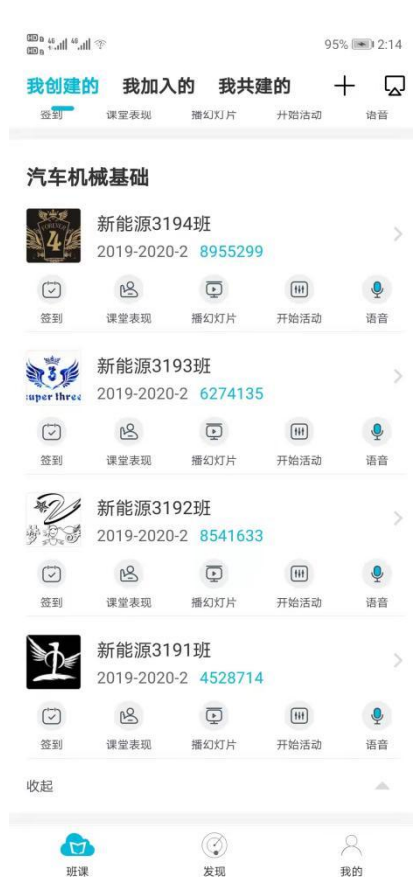 95% 2:14
我创建的 我加入的 我共建的
签到 课堂表现 播幻灯片 开始活动 语音
汽车机械基础
FOREVER
4
新能源3194班
2019-2020-2 8955299
签到 课堂表现 播幻灯片 开始活动 语音
3
super three
新能源3193班
2019-2020-2 6274135
签到 课堂表现 播幻灯片 开始活动 语音
新能源3192班
2019-2020-2 8541633
签到 课堂表现 播幻灯片 开始活动 语音
新能源3191班
2019-2020-2 4528714
签到 课堂表现 播幻灯片 开始活动 语音
收起
班课 发现 我的